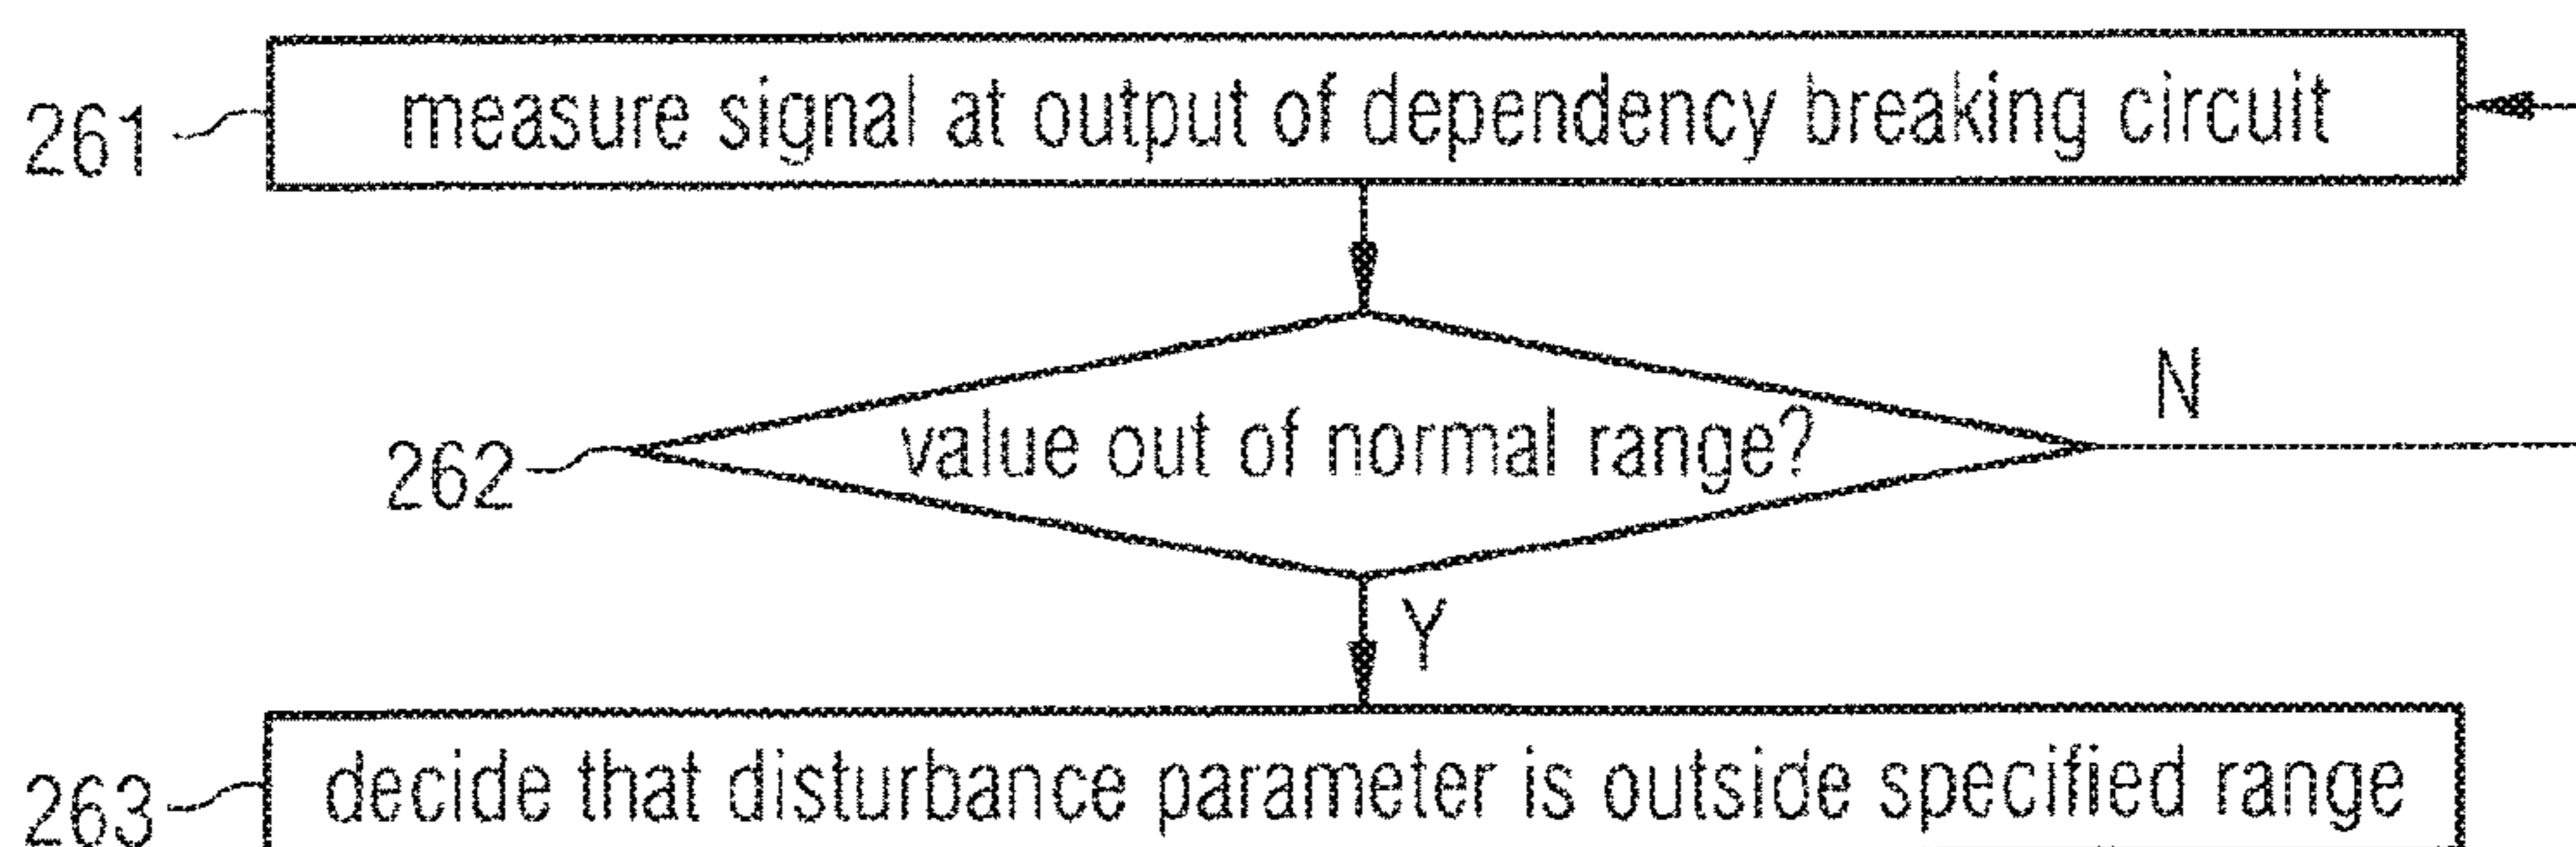 261 measure signal at output of dependency breaking circuit
N
262 value out of normal range?
Y
263 decide that disturbance parameter is outside specified range